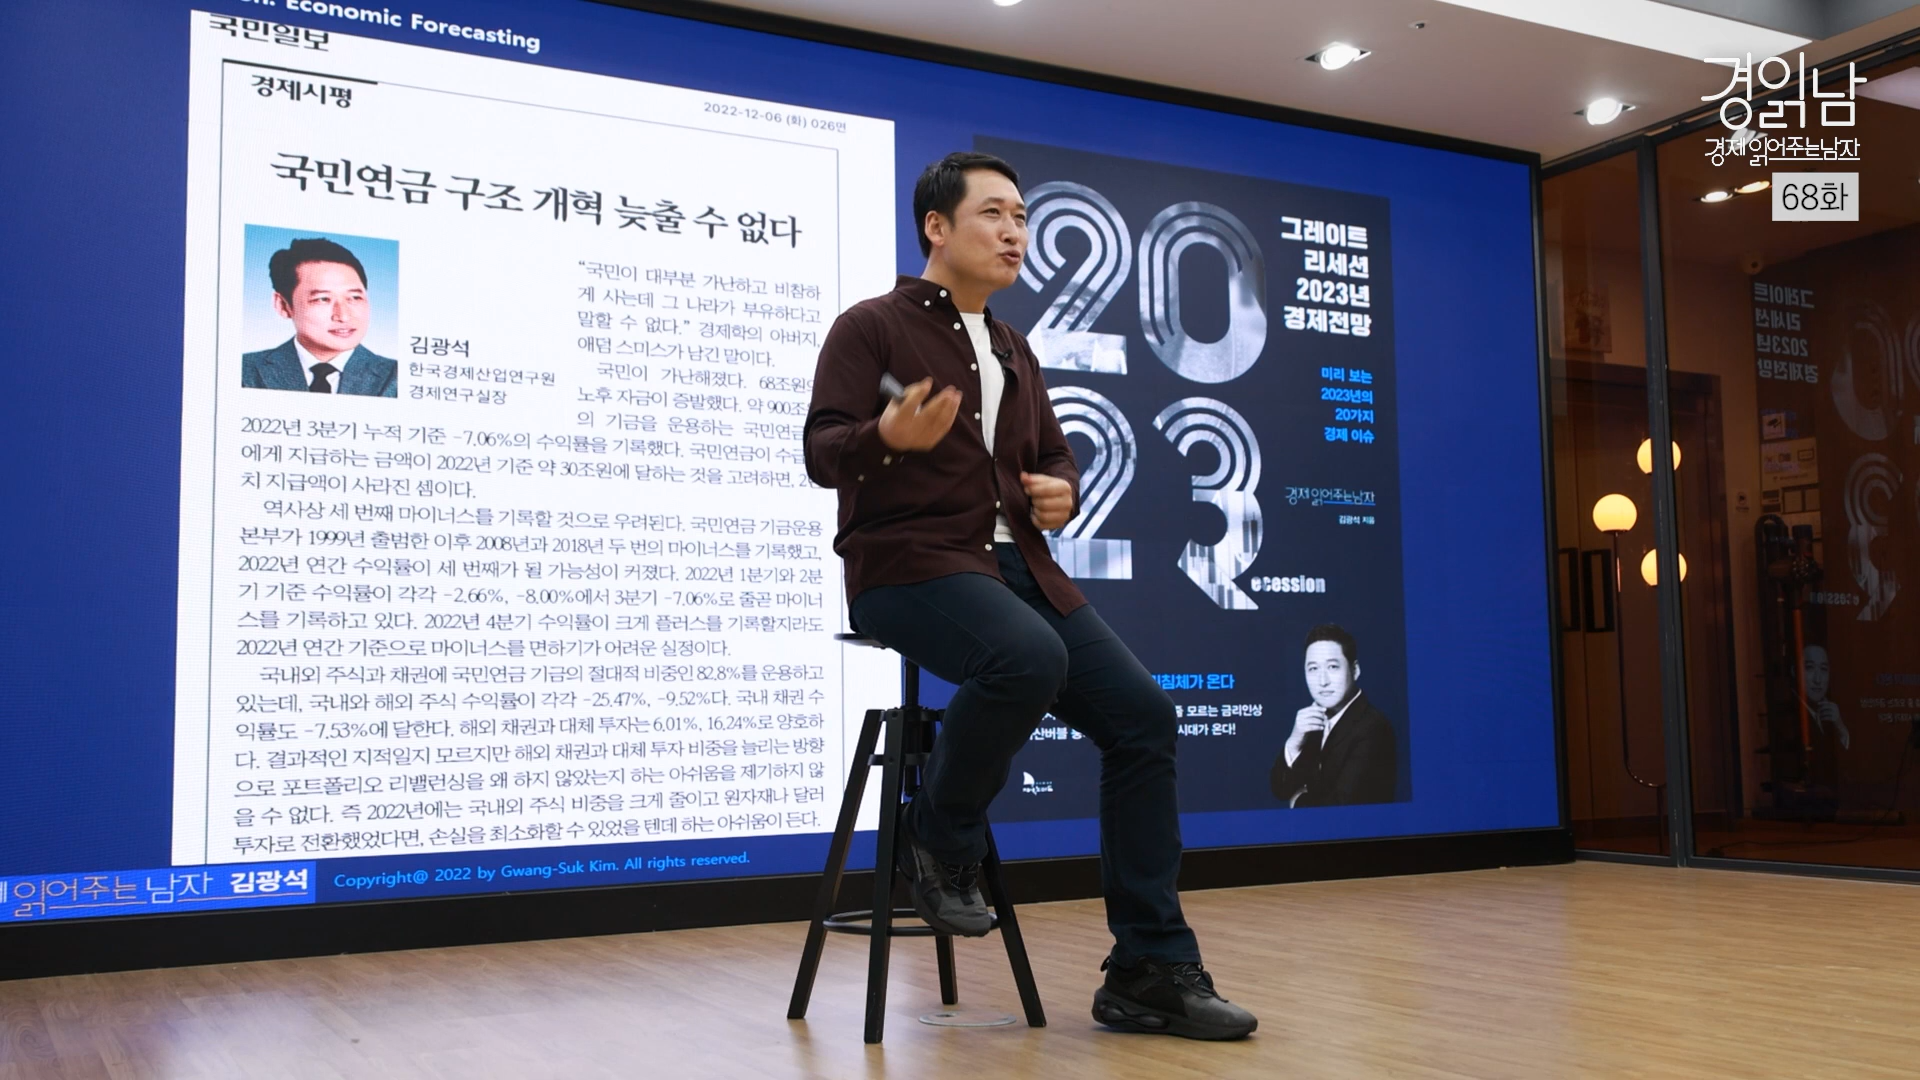 on: Economic Forecasting
국민일보
경제시평
2022-12-06 (화) 026면
국민연금 구조 개혁 늦출 수 없다
김광석
한국경제산업연구원
경제연구실장
“국민이 대부분 가난하고 비참하
게 사는데 그 나라가 부유하다고
말할 수 없다.” 경제학의 아버지,
애덤 스미스가 남긴 말이다.
국민이 가난해졌다. 68조원의
노후 자금이 증발했다. 약 900조
의 기금을 운용하는 국민연금
2022년 3분기 누적 기준 -7.06%의 수익률을 기록했다. 국민연금이 수급
에게 지급하는 금액이 2022년 기준 약 30조원에 달하는 것을 고려하면, 2
치 지급액이 사라진 셈이다.
역사상 세 번째 마이너스를 기록할 것으로 우려된다. 국민연금 기금운용
본부가 1999년 출범한 이후 2008년과 2018년 두 번의 마이너스를 기록했고,
2022년 연간 수익률이 세 번째가 될 가능성이 커졌다. 2022년 1분기와 2분
기 기준 수익률이 각각 -2.66%, -8.00%에서 3분기 -7.06%로 줄곧 마이너
스를 기록하고 있다. 2022년 4분기 수익률이 크게 플러스를 기록할지라도
2022년 연간 기준으로 마이너스를 면하기가 어려운 실정이다.
국내외 주식과 채권에 국민연금 기금의 절대적 비중인 82.8%를 운용하고
있는데, 국내와 해외 주식 수익률이 각각 -25.47%, -9.52%다. 국내 채권 수
익률도 -7.53%에 달한다. 해외 채권과 대체 투자는 6.01%, 16.24%로 양호하
다. 결과적인 지적일지 모르지만 해외 채권과 대체 투자 비중을 늘리는 방향
으로 포트폴리오 리밸런싱을 왜 하지 않았는지 하는 아쉬움을 제기하지 않
을 수 없다. 즉 2022년에는 국내외 주식 비중을 크게 줄이고 원자재나 달러
투자로 전환했었다면, 손실을 최소화할 수 있었을 텐데 하는 아쉬움이 든다.
읽어주는 남자 김광석
Copyright@ 2022 by Gwang-Suk Kim. All rights reserved.
20
23
그레이트
리세션
2023년
경제전망
미리 보는
2023년의
20가지
경제 이슈
경제 읽어주는 남자
김광석 지음
ecession
침체가 온다
줄 모르는 금리인상
시대가 온다!
경읽남
경제 읽어주는 남자
68화